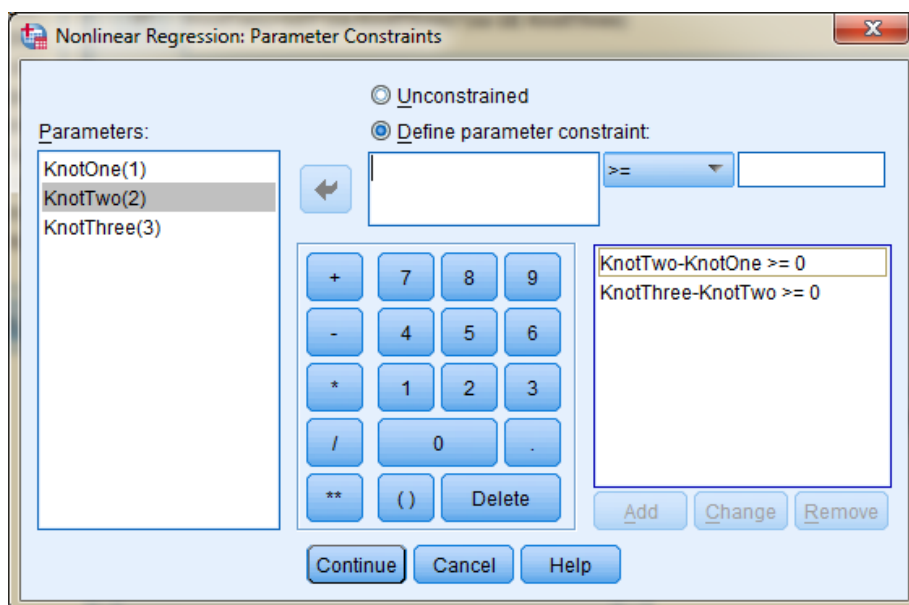 Nonlinear Regression: Parameter Constraints
X
Unconstrained
Parameters:
Define parameter constraint:
KnotOne(1)
KnotTwo(2)
KnotThree(3)
>=
KnotTwo-KnotOne >= 0
KnotThree-KnotTwo >= 0
+ 7 8 9
- 4 5 6
* 1 2 3
/ 0 .
** ( ) Delete
Add Change Remove
Continue Cancel Help